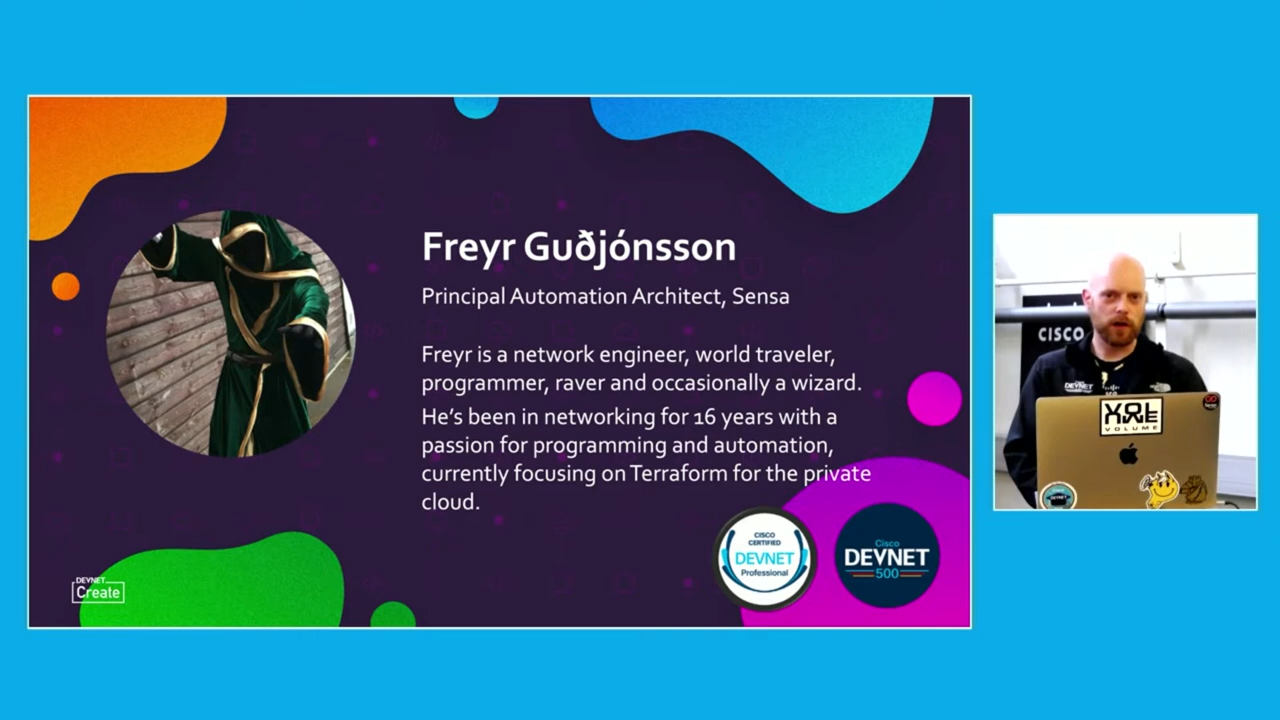 Freyr Guðjónsson
Principal Automation Architect, Sensa
Freyr is a network engineer, world traveler,
programmer, raver and occasionally a wizard.
He's been in networking for 16 years with a
passion for programming and automation,
currently focusing on Terraform for the private
cloud.
CISCO
CERTIFIED
DEVNET
Professional
Cisco
DEVNET
500
DEVNET
Create
CISCO
DEVNET
VOLUME